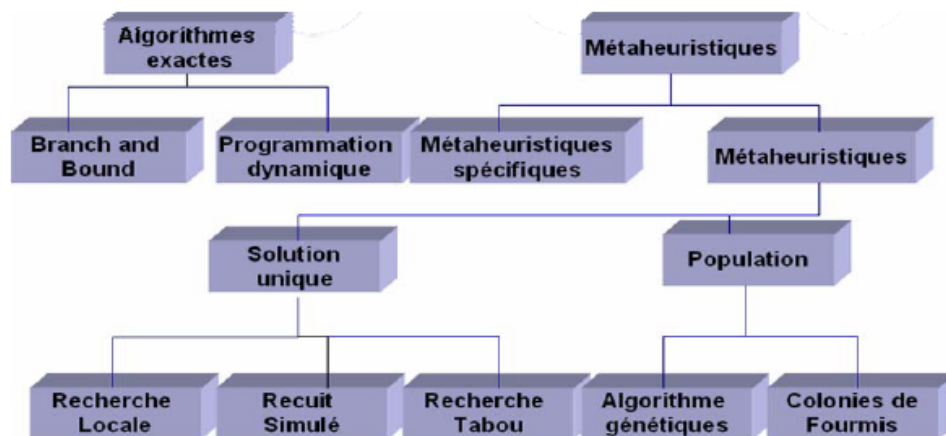 Algorithmes
exactes
Métaheuristiques
Branch and
Bound
Programmation
dynamique
Métaheuristiques
spécifiques
Métaheuristiques
Solution
unique
Population
Recherche
Locale
Recuit
Simulé
Recherche
Tabou
Algorithme
génétiques
Colonies de
Fourmis